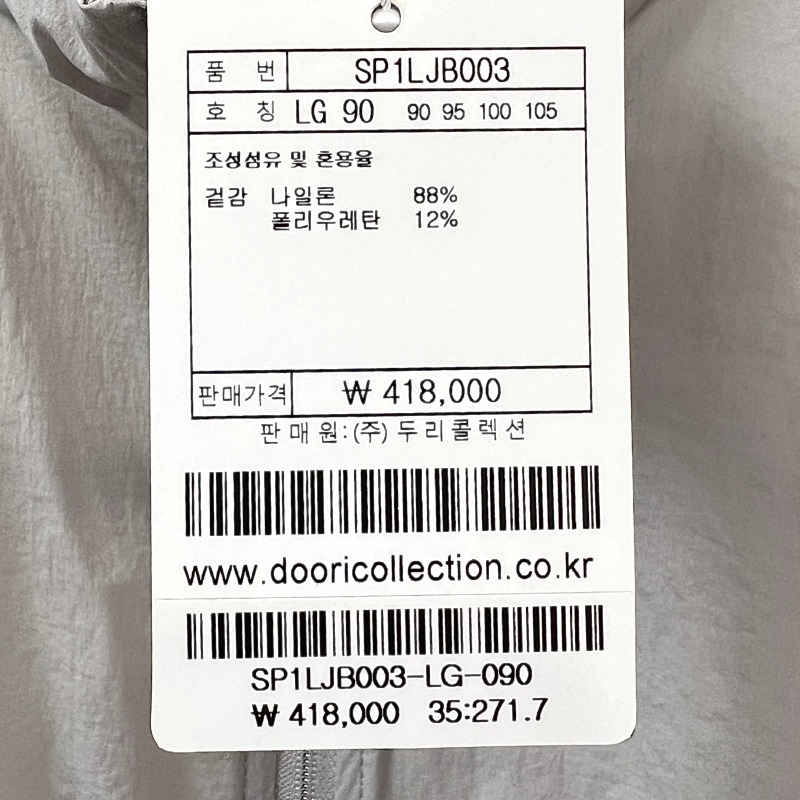 품 번 SP1LJB003
호 칭 LG 90 90 95 100 105
조성섬유 및 혼용율
겉감 나일론 88%
폴리우레탄 12%
판매가격 ₩ 418,000
판 매 원:(주) 두 리 콜 렉 션
www.dooricollection.co.kr
SP1LJB003-LG-090
₩ 418,000 35:271.7